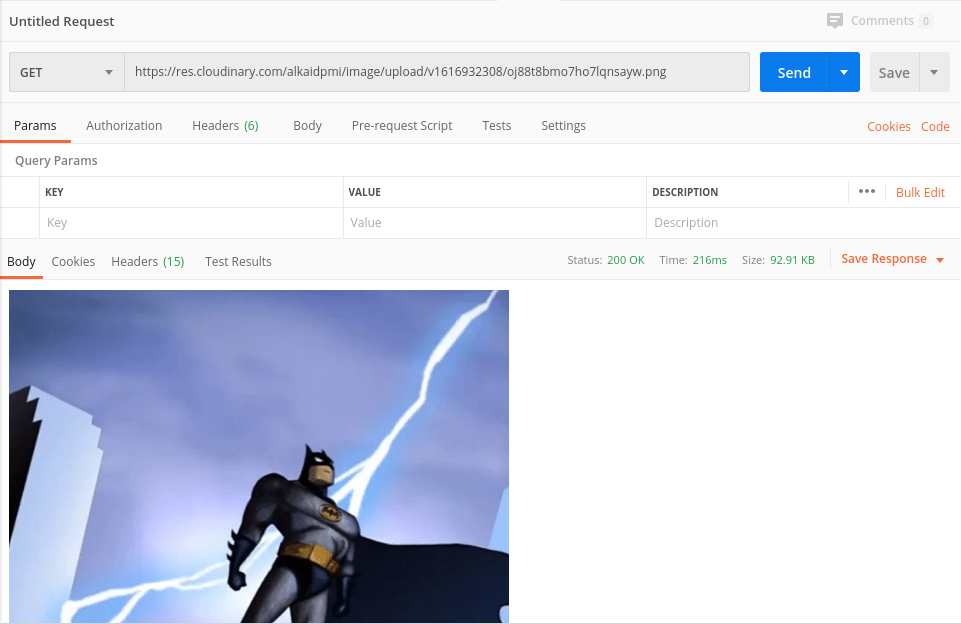 Untitled Request
Comments 0
GET https://res.cloudinary.com/alkaidpmi/image/upload/v1616932308/oj88t8bmo7ho7lqnsayw.png Send Save
Params Authorization Headers (6) Body Pre-request Script Tests Settings Cookies Code
Query Params
KEY VALUE DESCRIPTION ••• Bulk Edit
Key Value Description
Body Cookies Headers (15) Test Results Status: 200 OK Time: 216ms Size: 92.91 KB Save Response